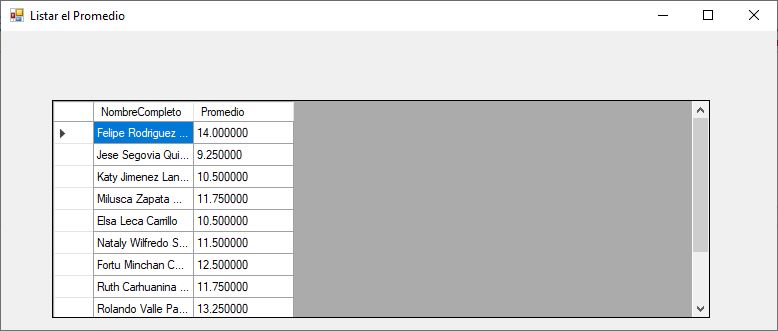 Listar el Promedio
NombreCompleto Promedio
Felipe Rodriguez ... 14.000000
Jese Segovia Qui... 9.250000
Katy Jimenez Lan... 10.500000
Milusca Zapata ... 11.750000
Elsa Leca Carrillo 10.500000
Nataly Wilfredo S... 11.500000
Fortu Minchan C... 12.500000
Ruth Carhuanina ... 11.750000
Rolando Valle Pa... 13.250000